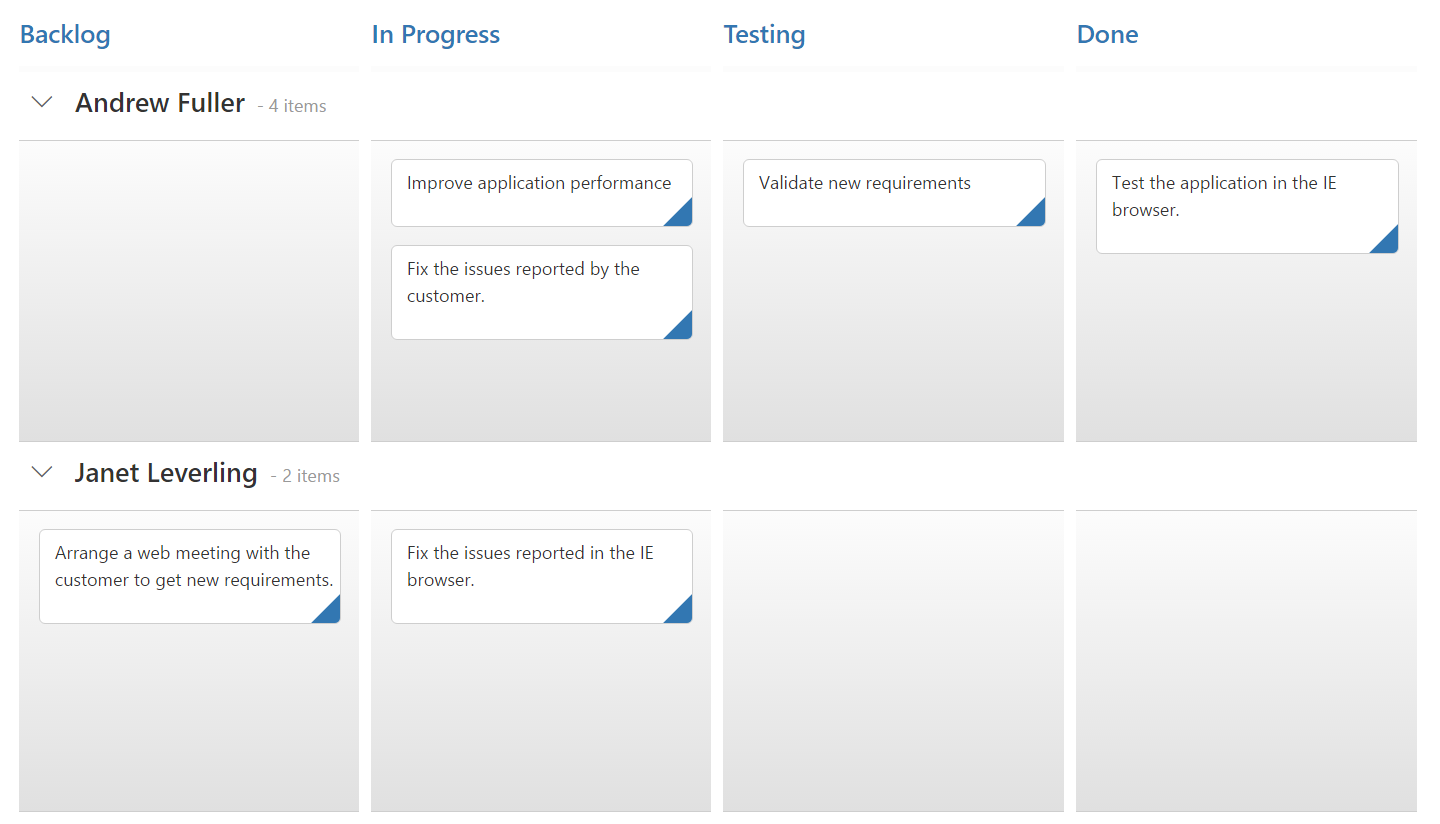 Backlog
In Progress
Testing
Done
Andrew Fuller - 4 items
Improve application performance
Fix the issues reported by the
customer.
Validate new requirements
Test the application in the IE
browser.
Janet Leverling - 2 items
Arrange a web meeting with the
customer to get new requirements.
Fix the issues reported in the IE
browser.